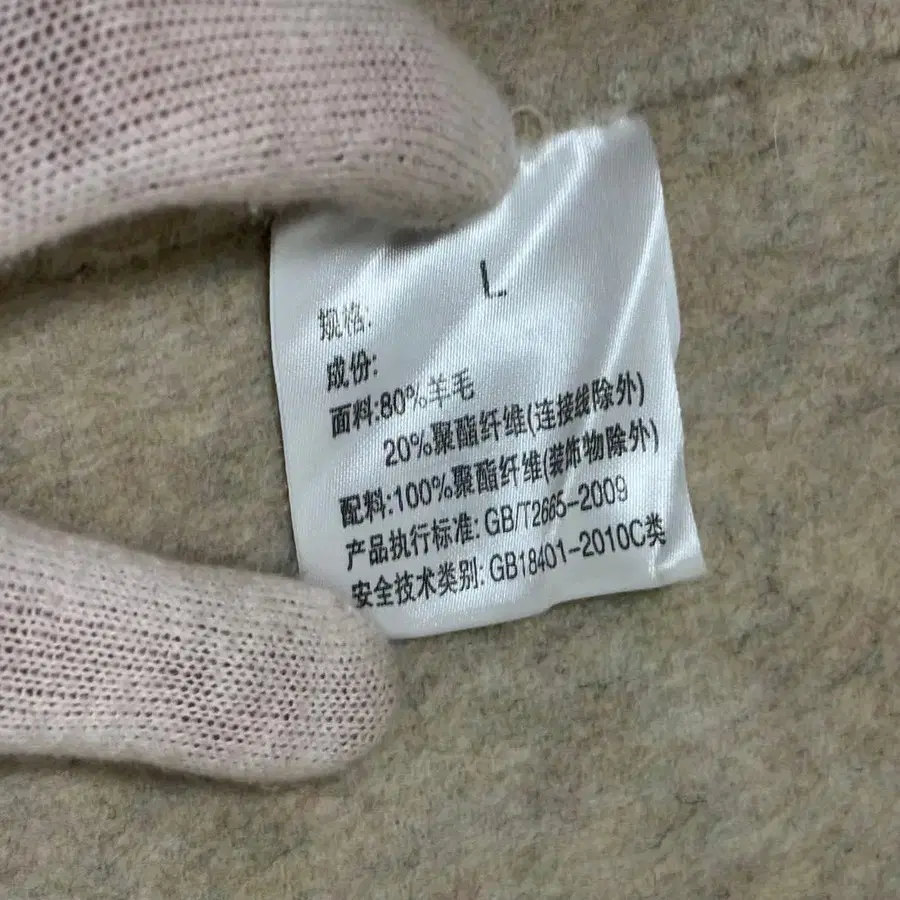 L
规格:
成份:
面料:80%羊毛
20%聚酯纤维(连接线除外)
配料:100%聚酯纤维(装饰物除外)
产品执行标准: GB/T2665-2009
安全技术类别: GB18401-2010C类